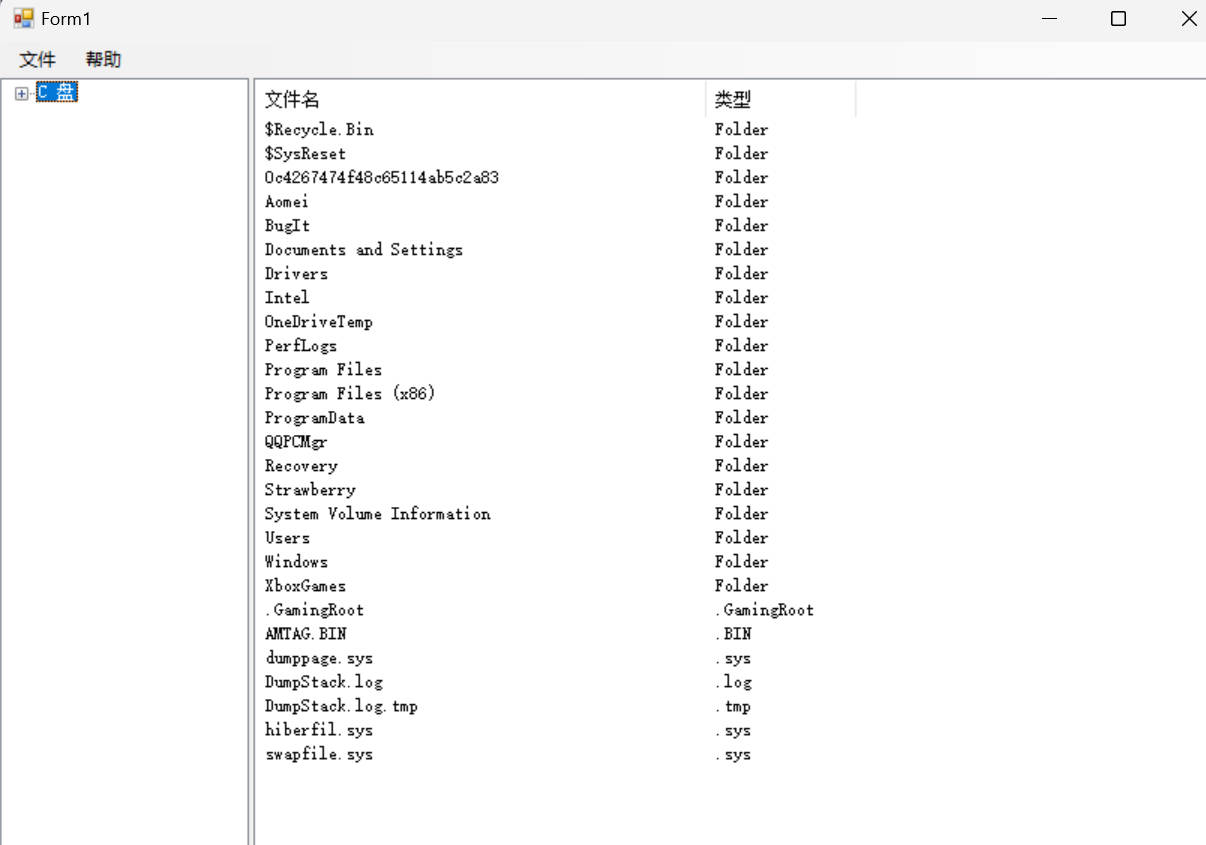 Form1
文件 帮助
C 盘
文件名 类型
$Recycle.Bin Folder
$SysReset Folder
0c4267474f48c65114ab5c2a83 Folder
Aomei Folder
BugIt Folder
Documents and Settings Folder
Drivers Folder
Intel Folder
OneDriveTemp Folder
PerfLogs Folder
Program Files Folder
Program Files (x86) Folder
ProgramData Folder
QQPCMgr Folder
Recovery Folder
Strawberry Folder
System Volume Information Folder
Users Folder
Windows Folder
XboxGames Folder
.GamingRoot .GamingRoot
AMTAG.BIN .BIN
dumppage.sys .sys
DumpStack.log .log
DumpStack.log.tmp .tmp
hiberfil.sys .sys
swapfile.sys .sys